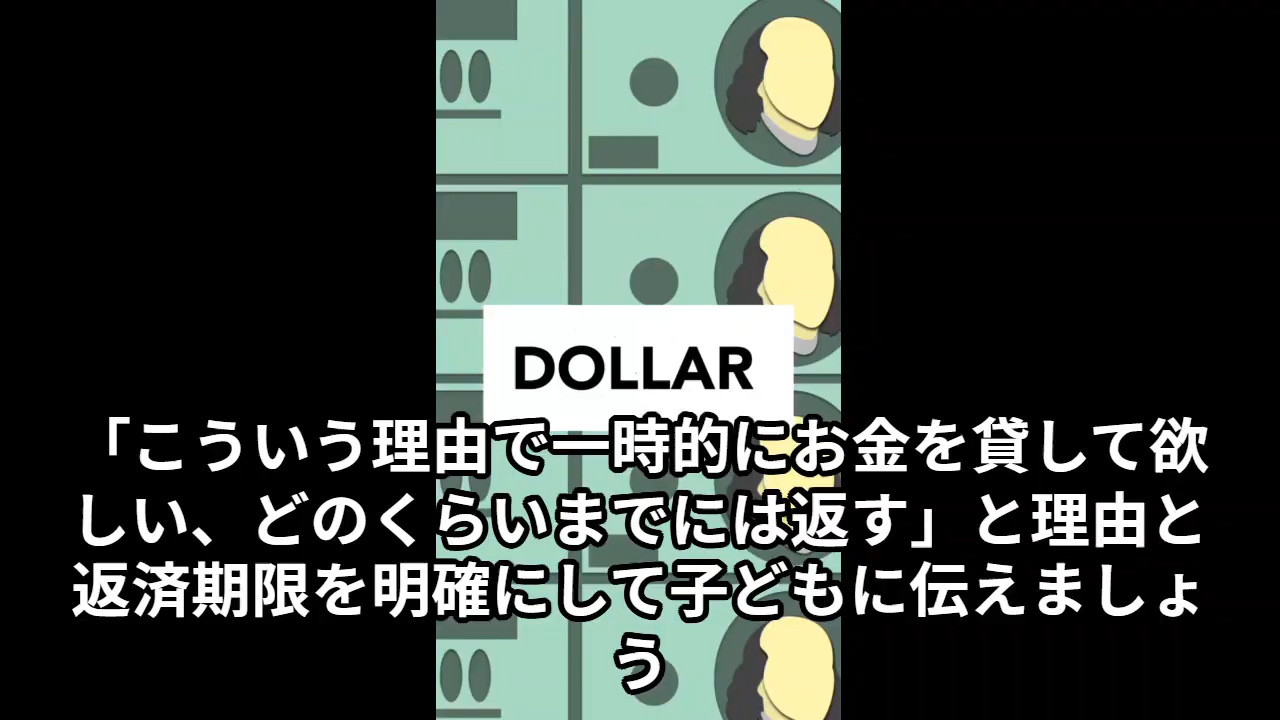 DOLLAR
「こういう理由で一時的にお金を貸して欲
しい、どのくらいまでには返す」と理由と
返済期限を明確にして子どもに伝えましょ
う